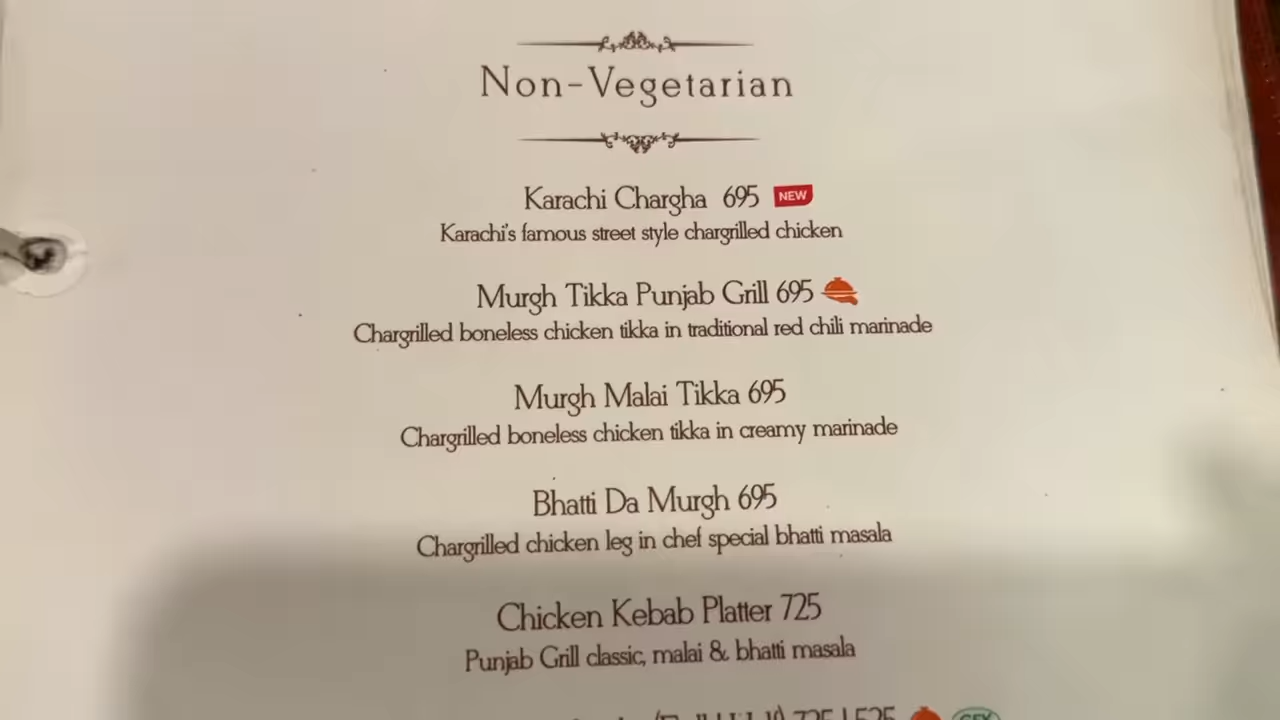 Non-Vegetarian
Karachi Chargha 695 NEW
Karachi's famous street style chargrilled chicken
Murgh Tikka Punjab Grill 695
Chargrilled boneless chicken tikka in traditional red chili marinade
Murgh Malai Tikka 695
Chargrilled boneless chicken tikka in creamy marinade
Bhatti Da Murgh 695
Chargrilled chicken leg in chef special bhatti masala
Chicken Kebab Platter 725
Punjab Grill classic, malai & bhatti masala
725 | 525